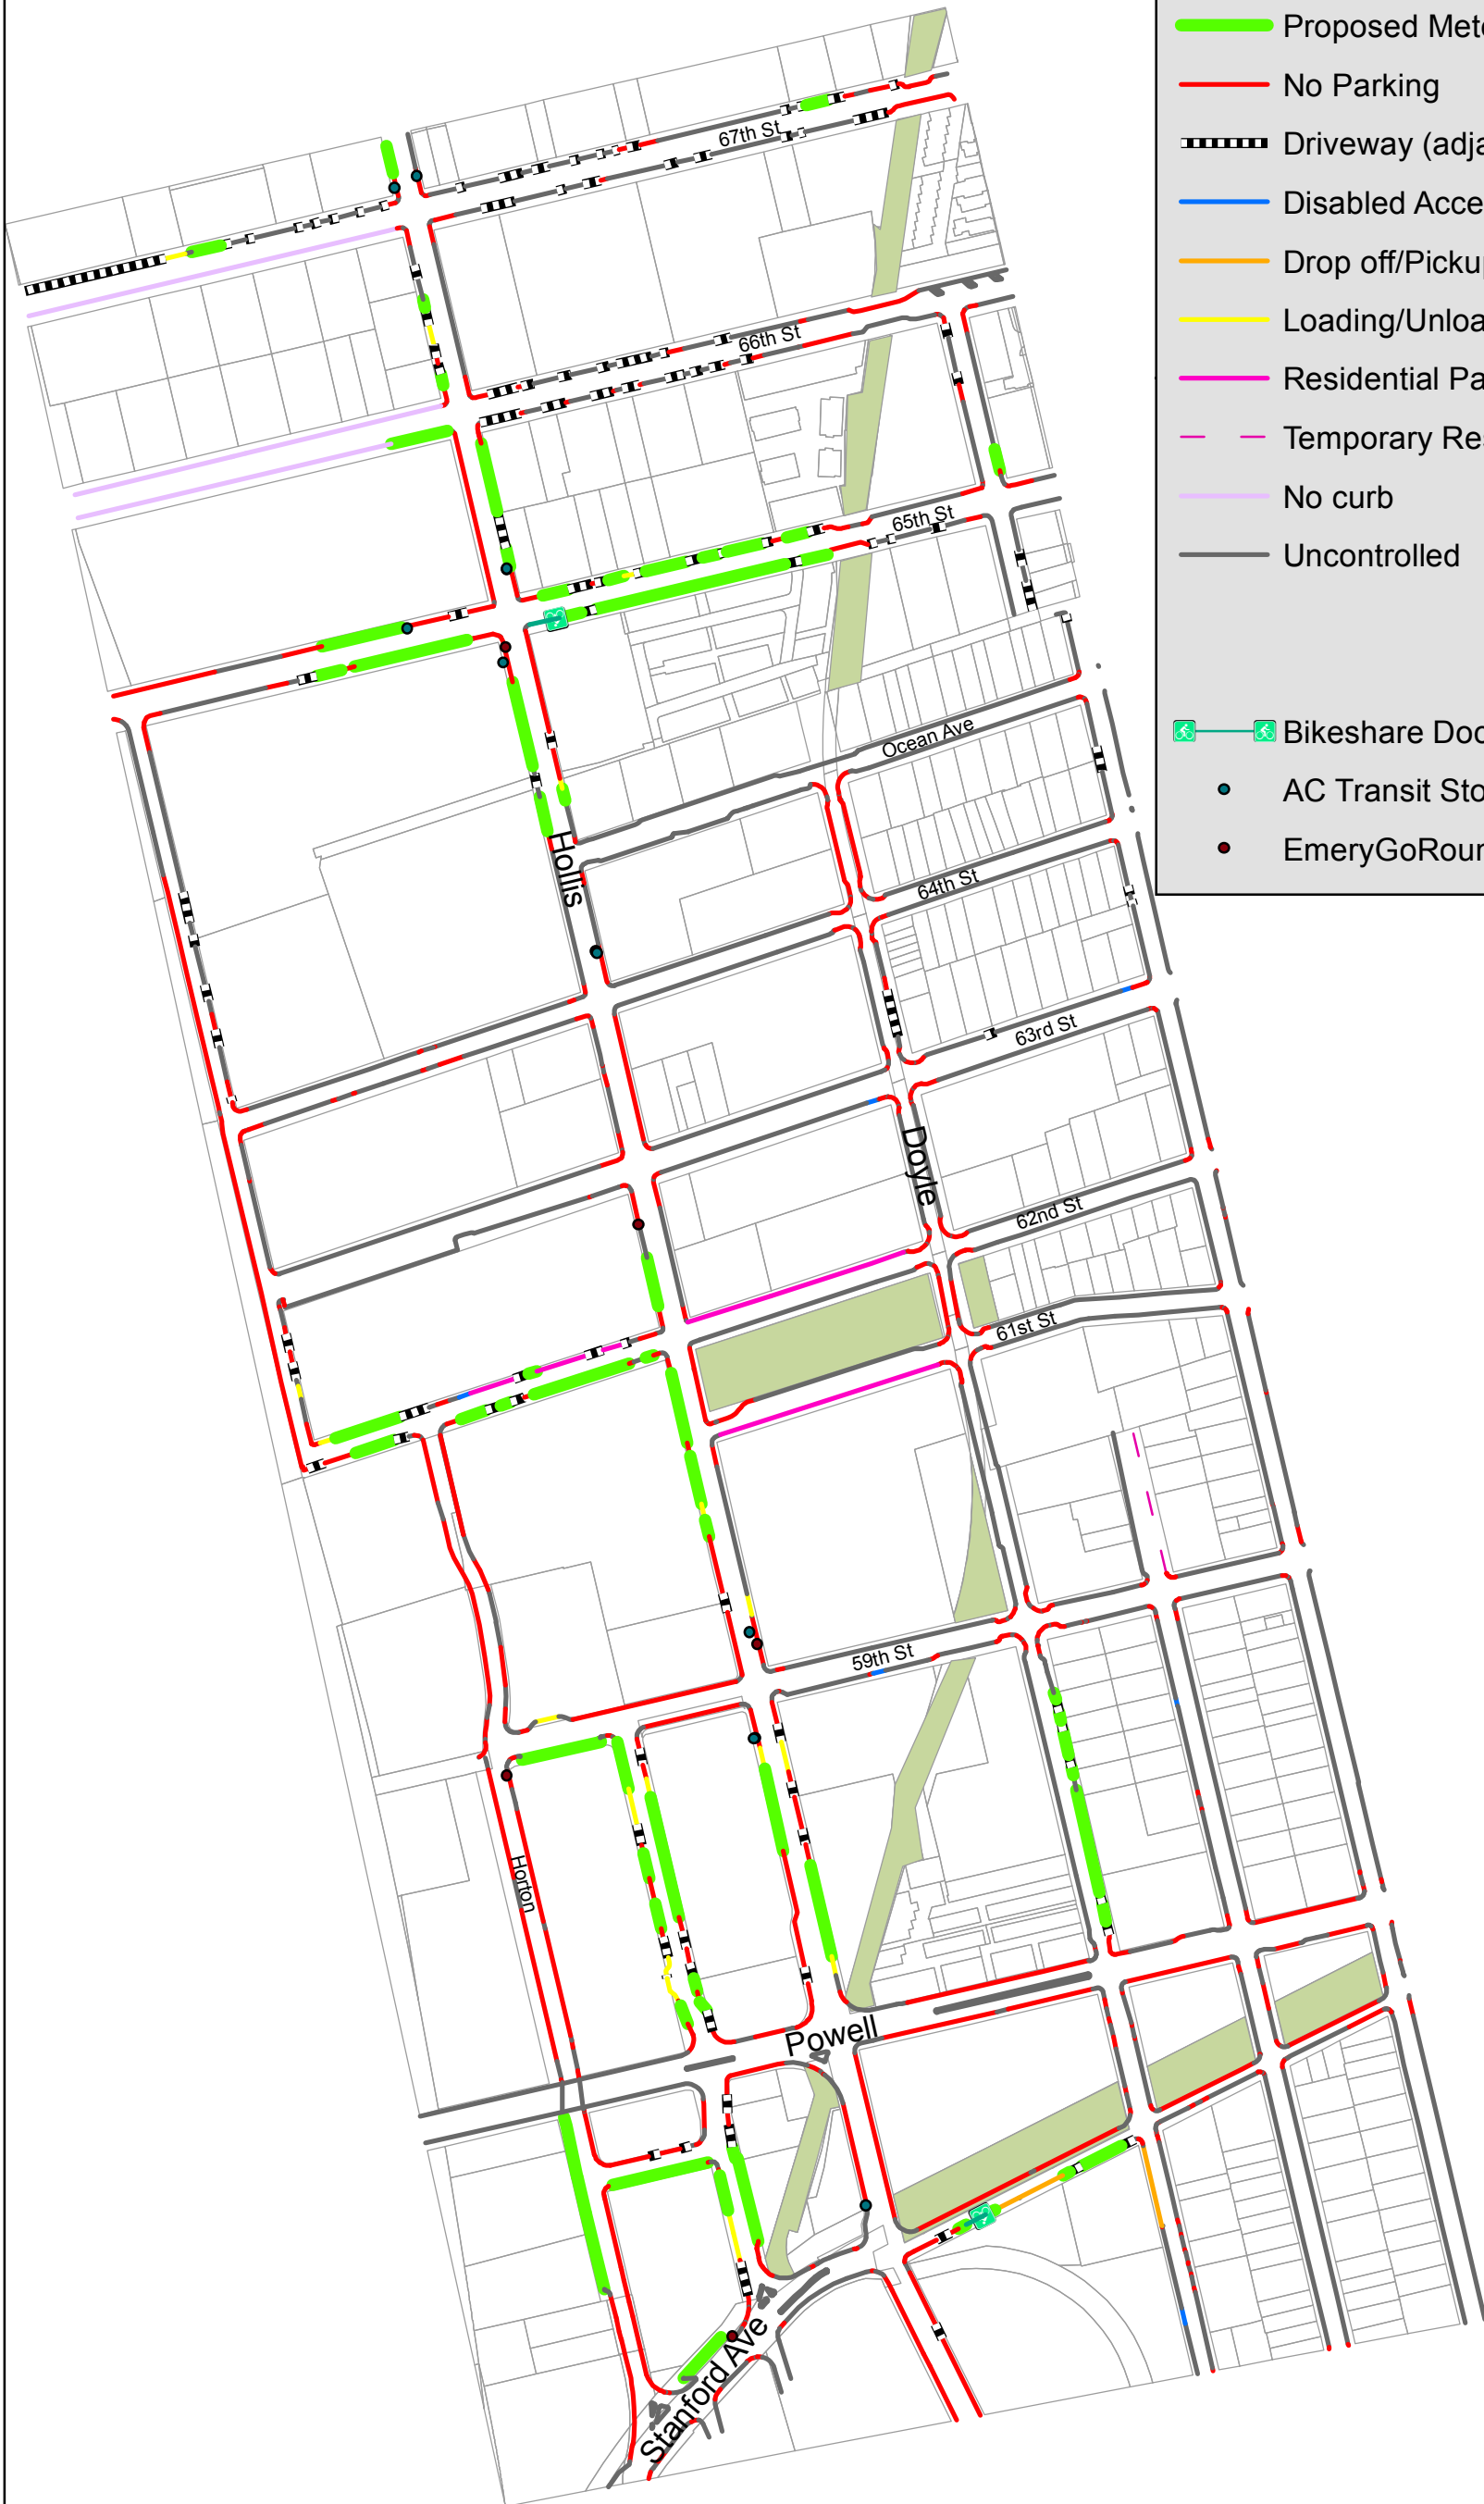 Proposed Mete
No Parking
Driveway (adja
Disabled Acce
Drop off/Picku
Loading/Unloa
Residential Pa
Temporary Re
No curb
Uncontrolled
Bikeshare Doc
AC Transit Sto
EmeryGoRoun
67th St
66th St
65th St
Ocean Ave
Hollis
64th St
63rd St
Doyle
62nd St
61st St
59th St
Horton
Powell
Stanford Ave